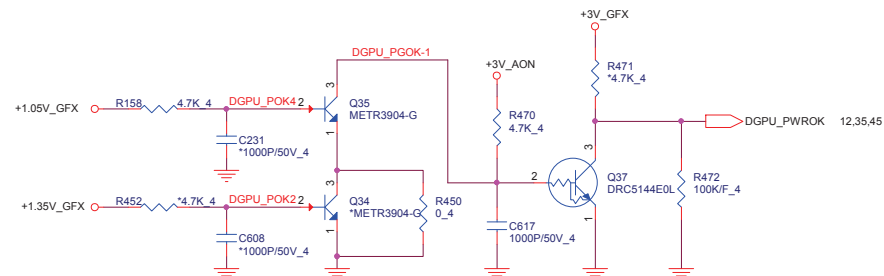 +3V_GFX
DGPU_PGOK-1
+3V_AON
R471
*4.7K_4
3
Q35
METR3904-G
+1.05V_GFX
R158
4.7K_4
DGPU_POK4
2
1
R470
4.7K_4
DGPU_PWROK 12,35,45
C231
*1000P/50V_4
3
2
Q37
DRC5144E0L
R472
100K/F_4
3
1
+1.35V_GFX
R452
*4.7K_4
DGPU_POK2
2
Q34
*METR3904-G
R450
0_4
1
C617
1000P/50V_4
C608
*1000P/50V_4